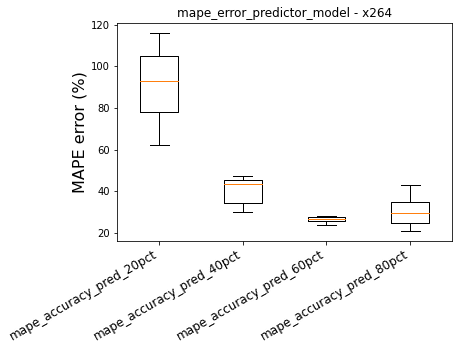 mape_error_predictor_model - x264
MAPE error (%)
120
100
80
60
40
20
mape_accuracy_pred_20pct
mape_accuracy_pred_40pct
mape_accuracy_pred_60pct
mape_accuracy_pred_80pct